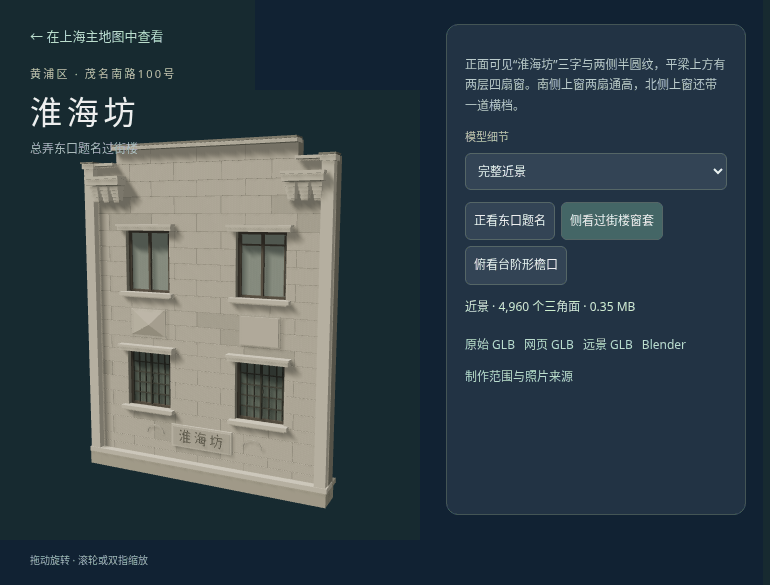 ← 在上海主地图中查看
黄浦区 · 茂名南路100号
淮海坊
总弄东口题名过街楼
淮海坊
拖动旋转 · 滚轮或双指缩放
正面可见“淮海坊”三字与两侧半圆纹，平梁上方有
两层四扇窗。南侧上窗两扇通高，北侧上窗还带
一道横档。
模型细节
完整近景
正看东口题名
侧看过街楼窗套
俯看台阶形檐口
近景 · 4,960 个三角面 · 0.35 MB
原始 GLB 网页 GLB 远景 GLB Blender
制作范围与照片来源